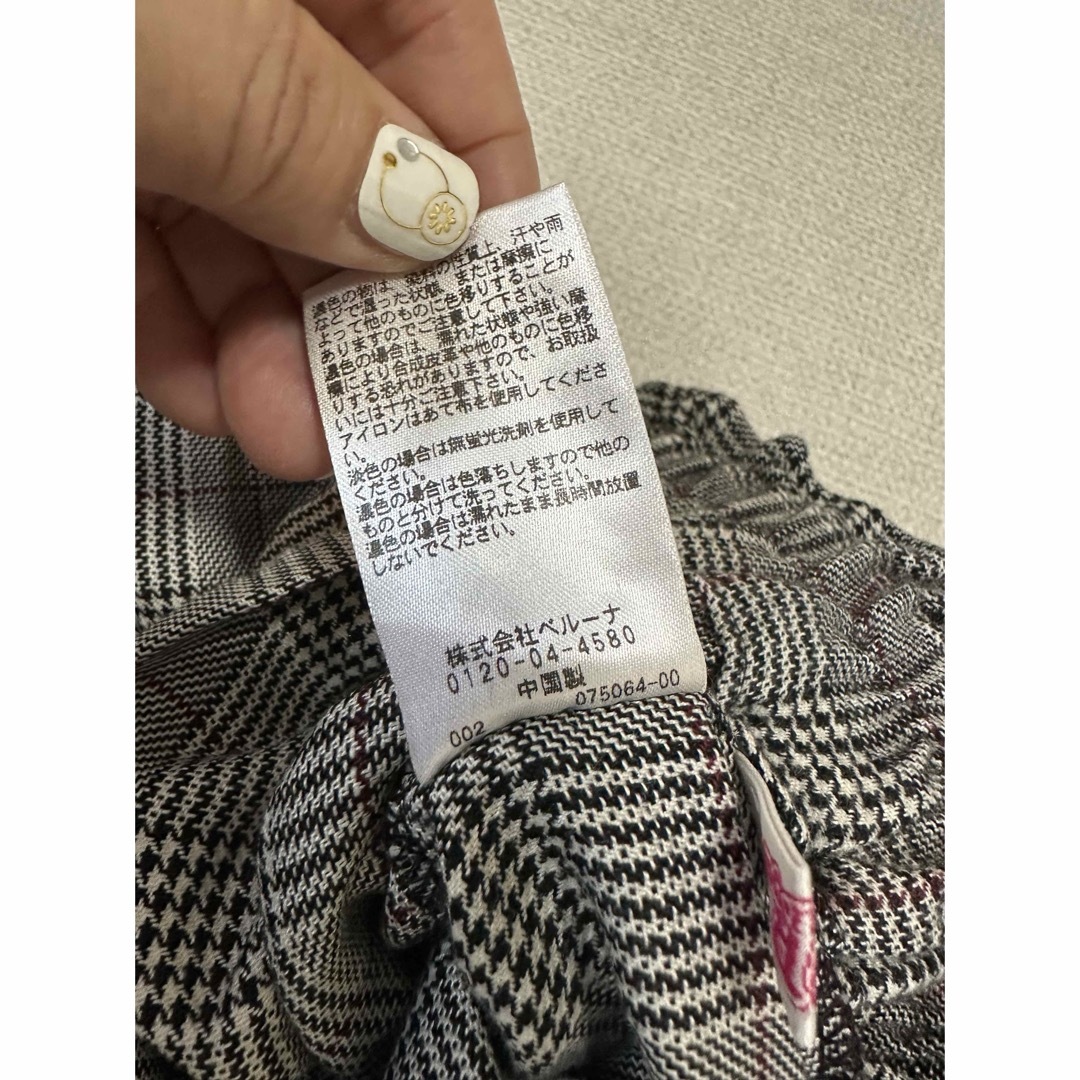 濃色の物は、染料の性質上、汗や雨
などで湿った状態、または摩擦に
よって他のものに色移りすることが
ありますのでご注意して下さい。
濃色の場合は、濡れた状態や強い摩
擦により合成皮革や他のものに色移
りする恐れがありますので、お取扱
いには十分ご注意下さい。
アイロンはあて布を使用してくださ
い。
淡色の場合は無蛍光洗剤を使用して
ください。
濃色の場合は色落ちしますので他の
ものと分けて洗ってください。
濃色の場合は濡れたまま長時間放置
しないでください。
株式会社ベルーナ
0120-04-4580
中国製
002 075064-00